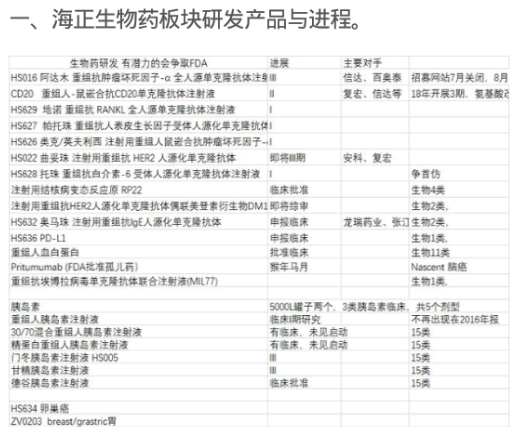 一、海正生物药板块研发产品与进程。
生物药研发 有潜力的会争取FDA 进展 主要对手
HS016 阿达木 重组抗肿瘤坏死因子-α 全人源单克隆抗体注射 III 信达、百奥泰 招募网站7月关闭，8月
CD20 重组人-鼠嵌合抗CD20单克隆抗体注射液 II 复宏、信达等 18年开展3期，氨基酸
HS629 地诺 重组抗 RANKL 全人源单克隆抗体注射液 I
HS627 帕托珠 重组抗人表皮生长因子受体人源化单克隆抗体 I
HS626 类克/英夫利西 注射用重组人鼠嵌合抗肿瘤坏死因子- I
HS022 曲妥珠 注射用重组抗 HER2 人源化单克隆抗体 即将III期 安科、复宏
HS628 托珠 重组抗白介素-6 受体人源化单克隆抗体注射液 I 争首仿
注射用结核病变态反应原 RP22 临床批准 生物4类
注射用重组抗HER2人源化单克隆抗体偶联美登素衍生物DM1 即将综审 生物2类，
HS632 奥马珠 注射用重组抗IgE人源化单克隆抗体 申报临床 龙瑞药业、张江 生物2类，
HS636 PD-L1 申报临床 生物1类，
重组人血白蛋白 批准临床 生物11类
Pritumumab (FDA批准孤儿药) 猴年马月 Nascent 脑癌
重组抗埃博拉病毒单克隆抗体联合注射液(MIL77) 生物1类，
胰岛素 5000L罐子两个，3类胰岛素临床，共5个剂型
重组人胰岛素注射液 临床I期研究 不再出现在2016年报
30/70混合重组人胰岛素注射液 有临床、未见启动 15类
精蛋白重组人胰岛素注射液 有临床、未见启动 15类
门冬胰岛素注射液 HS005 III 15类
甘精胰岛素注射液 III 15类
德谷胰岛素注射液 临床批准 15类
HS634 卵巢癌
ZV0203 breast/grastric胃